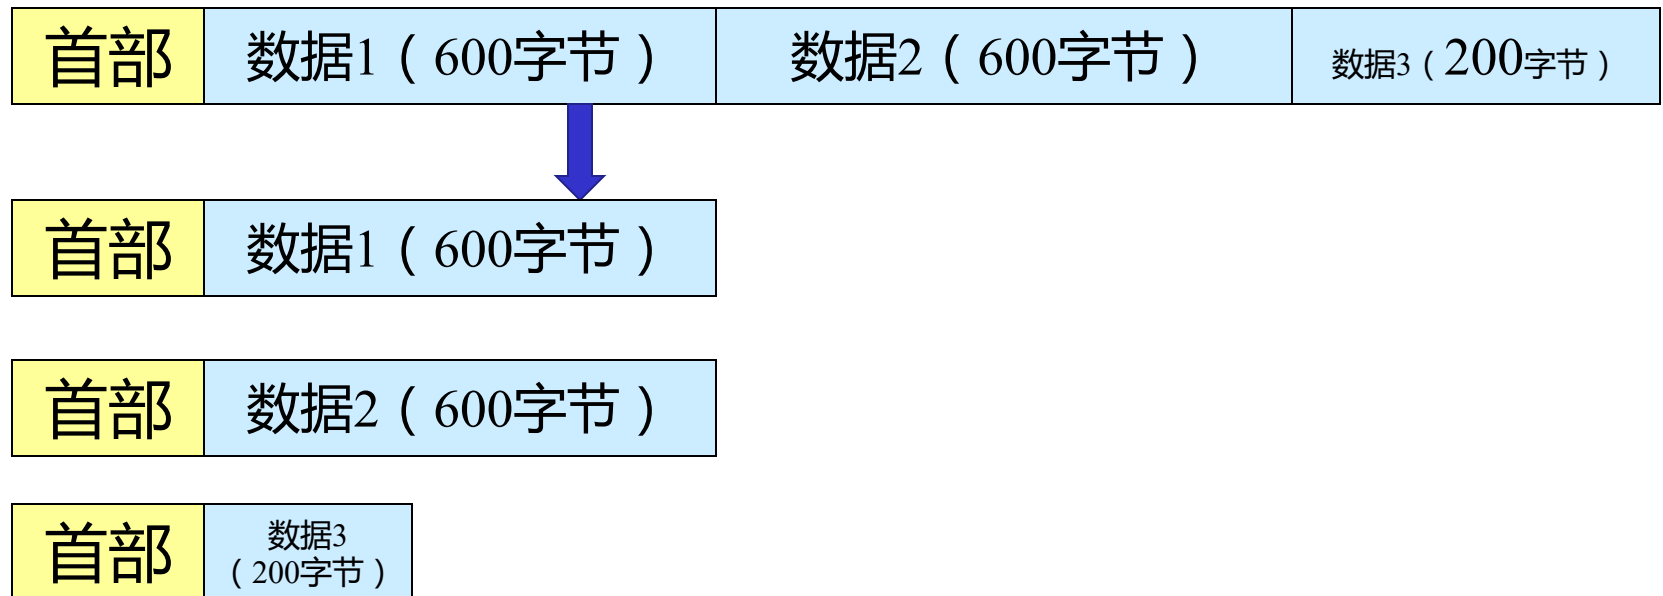 首部 数据1（600字节） 数据2（600字节） 数据3（200字节）
首部 数据1（600字节）
首部 数据2（600字节）
首部 数据3
（200字节）